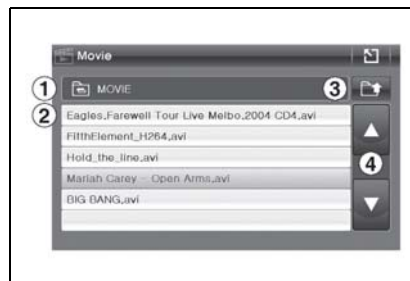 Movie
① MOVIE ③
② Eagles,Farewell Tour Live Melbo,2004 CD4,avi
FifthElement_H264,avi
Hold_the_line,avi
④
Mariah Carey - Open Arms,avi
BIG BANG,avi